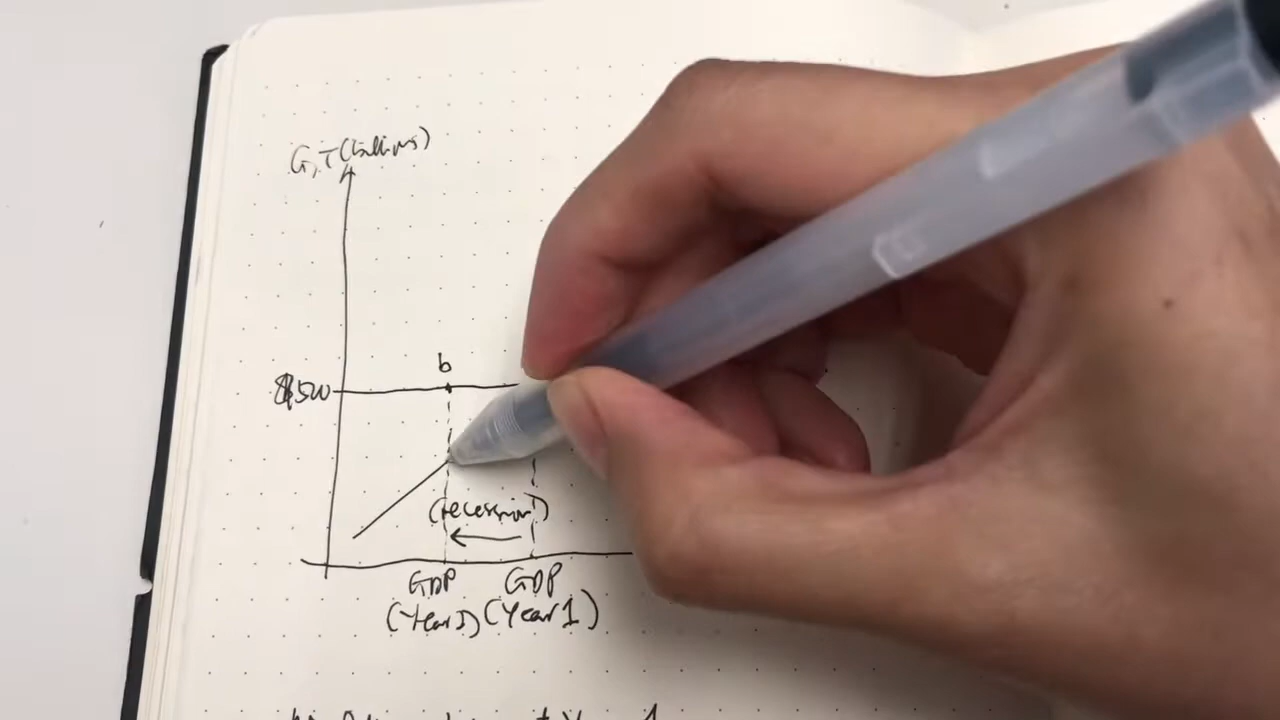 G, T (billions)
b
$500
(recession)
GDP GDP
(Year 2) (Year 1)